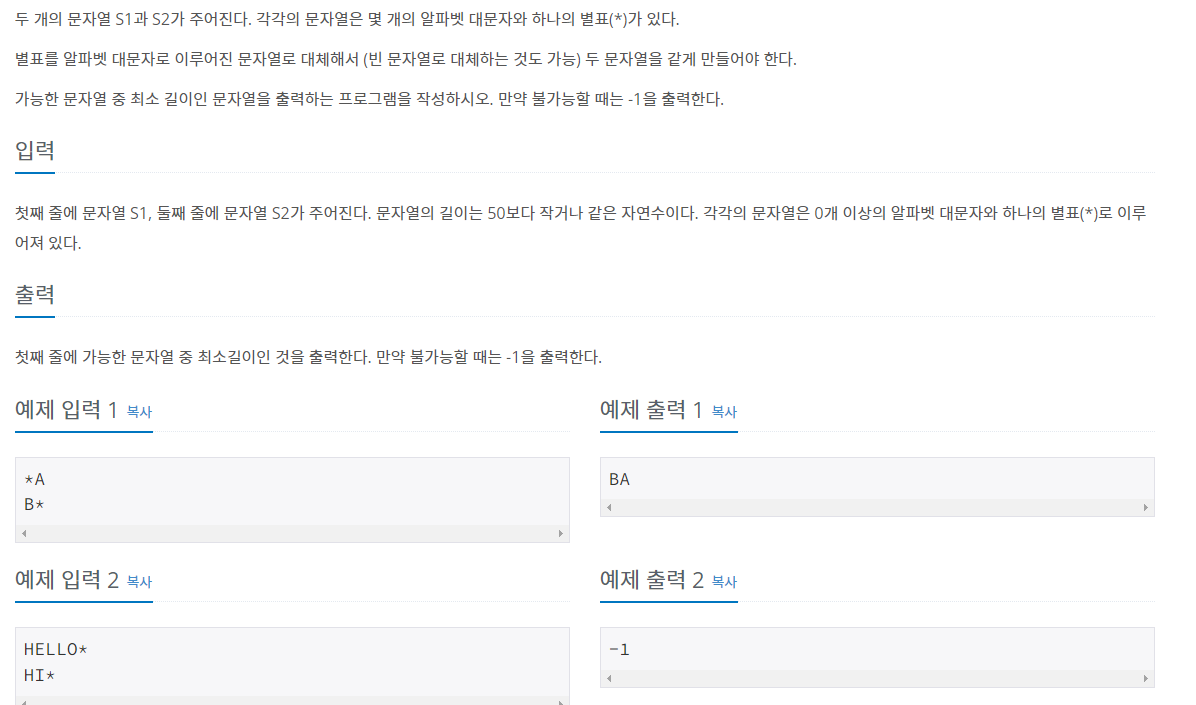 두 개의 문자열 S1과 S2가 주어진다. 각각의 문자열은 몇 개의 알파벳 대문자와 하나의 별표(*)가 있다.
별표를 알파벳 대문자로 이루어진 문자열로 대체해서 (빈 문자열로 대체하는 것도 가능) 두 문자열을 같게 만들어야 한다.
가능한 문자열 중 최소 길이인 문자열을 출력하는 프로그램을 작성하시오. 만약 불가능할 때는 -1을 출력한다.
입력
첫째 줄에 문자열 S1, 둘째 줄에 문자열 S2가 주어진다. 문자열의 길이는 50보다 작거나 같은 자연수이다. 각각의 문자열은 0개 이상의 알파벳 대문자와 하나의 별표(*)로 이루
어져 있다.
출력
첫째 줄에 가능한 문자열 중 최소길이인 것을 출력한다. 만약 불가능할 때는 -1을 출력한다.
예제 입력 1 복사
*A
B*
예제 출력 1 복사
BA
예제 입력 2 복사
HELLO*
HI*
예제 출력 2 복사
-1